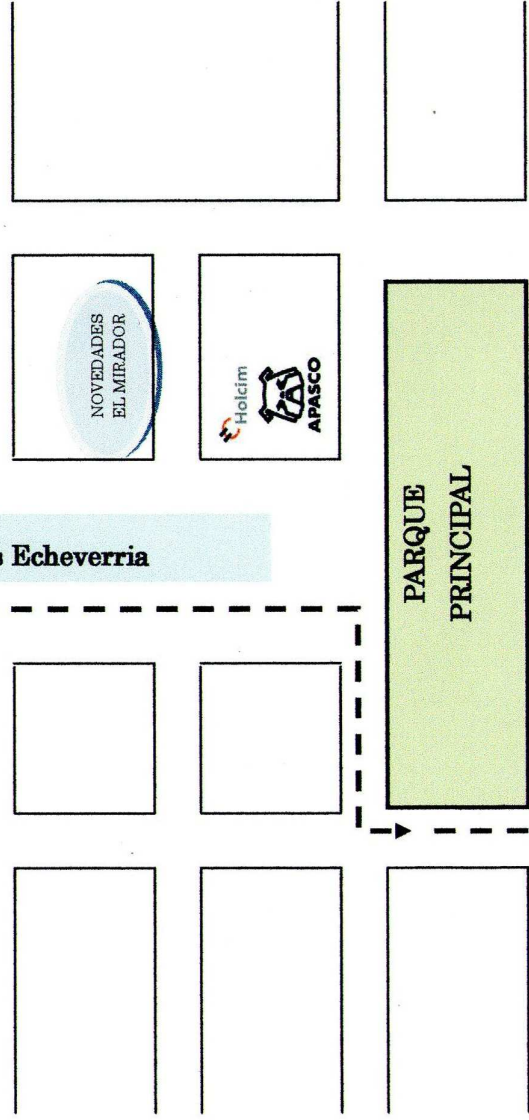 NOVEDADES
EL MIRADOR
Holcim
APASCO
s Echeverria
PARQUE
PRINCIPAL